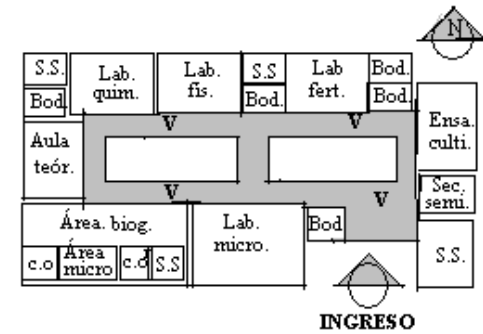 N
S.S.
Lab.
quim.
Lab.
fís.
S.S
Lab
fert.
Bod.
Bod.
Bod.
Bod.
Ensa.
culti.
V
V
Aula
teór.
V
V
Sec.
semi.
Área. biog.
Lab.
micro.
Bod
S.S.
c.o
Área
micro
c.d
S.S
INGRESO